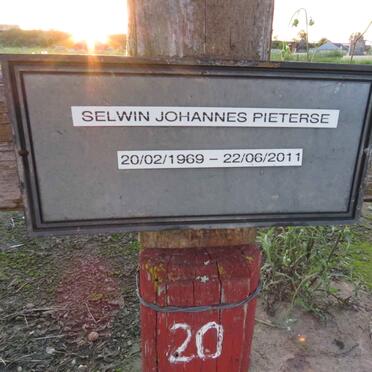 SELWIN JOHANNES PIETERSE
20/02/1969 – 22/06/2011
20